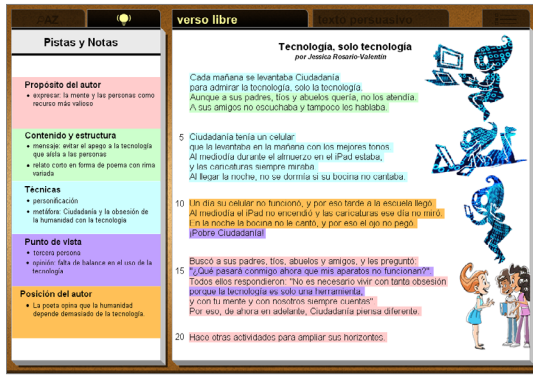 PAZ
verso libre
texto persuasivo
Pistas y Notas
Propósito del autor
• expresar: la mente y las personas como
recurso más valioso
Contenido y estructura
• mensaje: evitar el apego a la tecnología
que aísla a las personas
• relato corto en forma de poema con rima
variada
Técnicas
• personificación
• metáfora: Ciudadanía y la obsesión de
la humanidad con la tecnología
Punto de vista
• tercera persona
• opinión: falta de balance en el uso de la
tecnología
Posición del autor
• La poeta opina que la humanidad
depende demasiado de la tecnología.
Tecnología, solo tecnología
por Jessica Rosario-Valentín
Cada mañana se levantaba Ciudadanía
para admirar la tecnología, solo la tecnología.
Aunque a sus padres, tíos y abuelos quería, no los atendía.
A sus amigos no escuchaba y tampoco les hablaba.
5 Ciudadanía tenía un celular
que la levantaba en la mañana con los mejores tonos.
Al mediodía durante el almuerzo en el iPad estaba,
y las caricaturas siempre miraba.
Al llegar la noche, no se dormía si su bocina no cantaba.
10 Un día su celular no funcionó, y por eso tarde a la escuela llegó.
Al mediodía el iPad no encendió y las caricaturas ese día no miró.
En la noche la bocina no le cantó, y por eso el ojo no pegó.
¡Pobre Ciudadanía!
Buscó a sus padres, tíos, abuelos y amigos, y les preguntó:
15 "¿Qué pasará conmigo ahora que mis aparatos no funcionan?".
Todos ellos respondieron: "No es necesario vivir con tanta obsesión
porque la tecnología es solo una herramienta,
y con tu mente y con nosotros siempre cuentas".
Por eso, de ahora en adelante, Ciudadanía piensa diferente.
20 Hace otras actividades para ampliar sus horizontes.